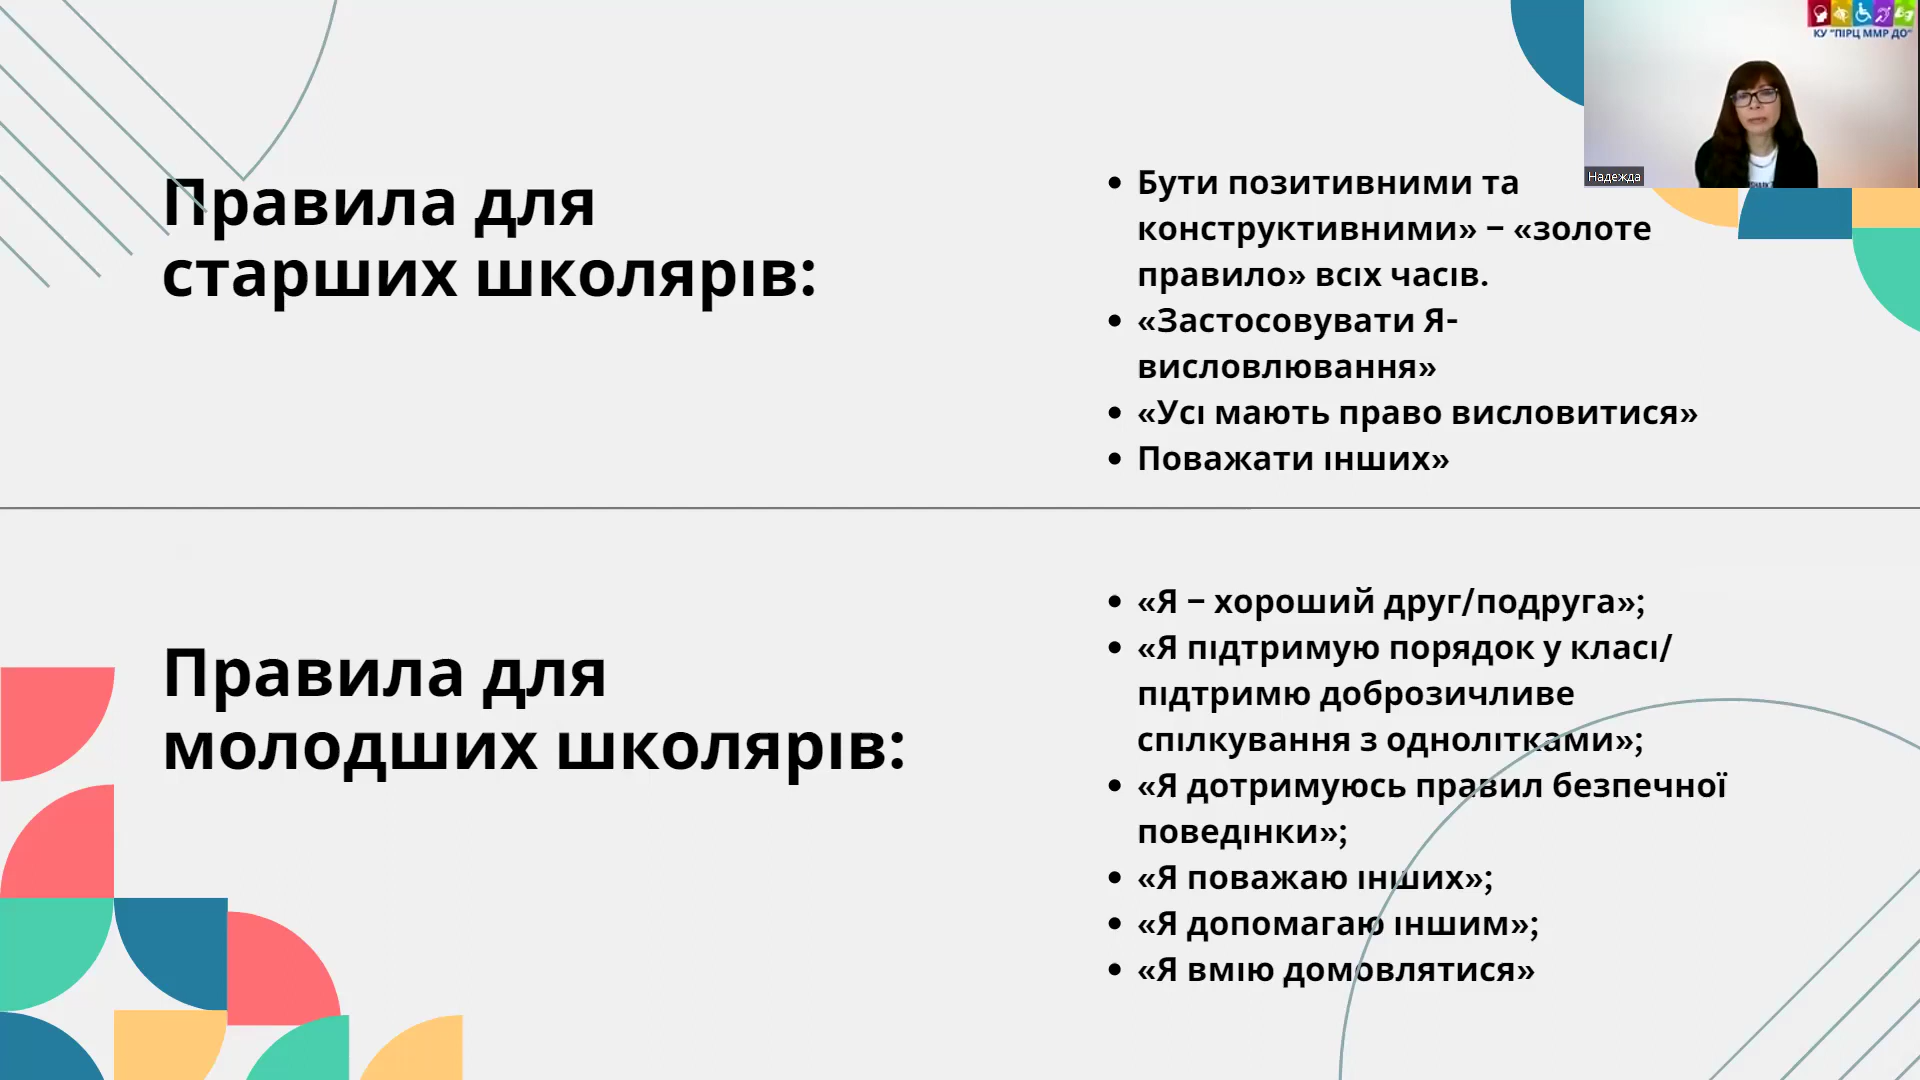 КУ "ПІРЦ ММР ДО"
Надежда
Правила для
старших школярів:
• Бути позитивними та
конструктивними» – «золоте
правило» всіх часів.
• «Застосовувати Я-
висловлювання»
• «Усі мають право висловитися»
• Поважати інших»
Правила для
молодших школярів:
• «Я – хороший друг/подруга»;
• «Я підтримую порядок у класі/
підтримю доброзичливе
спілкування з однолітками»;
• «Я дотримуюсь правил безпечної
поведінки»;
• «Я поважаю інших»;
• «Я допомагаю іншим»;
• «Я вмію домовлятися»